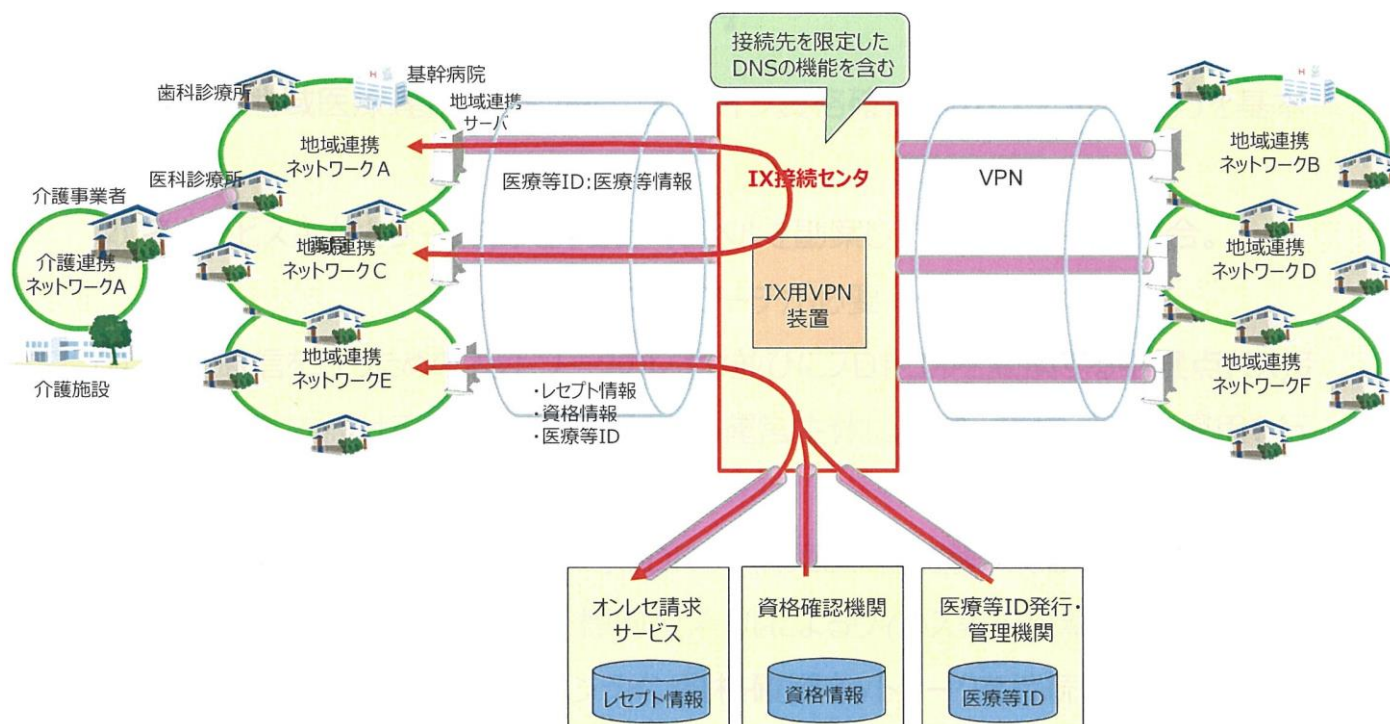 接続先を限定した
DNSの機能を含む
基幹病院
歯科診療所
地域連携
サーバ
地域連携
ネットワークA
医科診療所
介護事業者
介護連携
ネットワークA
介護施設
地域連携
ネットワークC
地域連携
ネットワークE
医療等ID:医療等情報
・レセプト情報
・資格情報
・医療等ID
IX接続センタ
IX用VPN
装置
VPN
地域連携
ネットワークB
地域連携
ネットワークD
地域連携
ネットワークF
オンレセ請求
サービス
レセプト情報
資格確認機関
資格情報
医療等ID発行・
管理機関
医療等ID